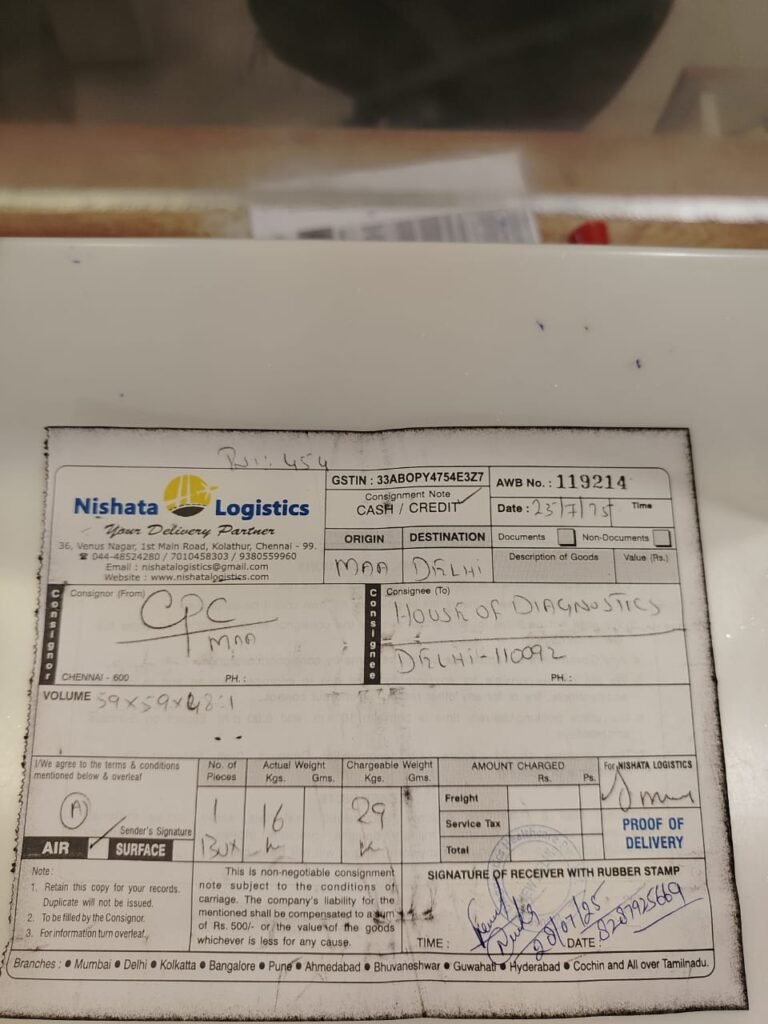 454
Nishata Logistics
Your Delivery Partner
36, Venus Nagar, 1st Main Road, Kolathur, Chennai - 99.
☎ 044-48524280 / 7010458303 / 9380559960
Email : nishatalogistics@gmail.com
Website : www.nishatalogistics.com
GSTIN : 33ABOPY4754E3Z7
Consignment Note
CASH / CREDIT
AWB No. : 119214
Date : 25/7/25 Time
ORIGIN DESTINATION
MAA DELHI
Documents Non-Documents
Description of Goods Value (Rs.)
Consignor
Consignor (From)
CPC
MAA
CHENNAI - 600 PH. :
Consignee
Consignee (To)
HOUSE OF DIAGNOSTICS
DELHI-110092
PH. :
VOLUME 59x59x48:1
I/We agree to the terms & conditions
mentioned below & overleaf
A
Sender's Signature
AIR SURFACE
No. of Pieces
1
BOX
Actual Weight
Kgs. Gms.
16
K
Chargeable Weight
Kgs. Gms.
29
K
AMOUNT CHARGED
Rs. Ps.
Freight
Service Tax
Total
For NISHATA LOGISTICS
PROOF OF
DELIVERY
Note :
1. Retain this copy for your records.
Duplicate will not be issued.
2. To be filled by the Consignor.
3. For information turn overleaf.
This is non-negotiable consignment
note subject to the conditions of
carriage. The company's liability for the
mentioned shall be compensated to a sum
of Rs. 500/- or the value of the goods
whichever is less for any cause.
SIGNATURE OF RECEIVER WITH RUBBER STAMP
28/07/25
8287925669
TIME : DATE :
Branches : ● Mumbai ● Delhi ● Kolkatta ● Bangalore ● Pune ● Ahmedabad ● Bhuvaneshwar ● Guwahati ● Hyderabad ● Cochin and All over Tamilnadu.